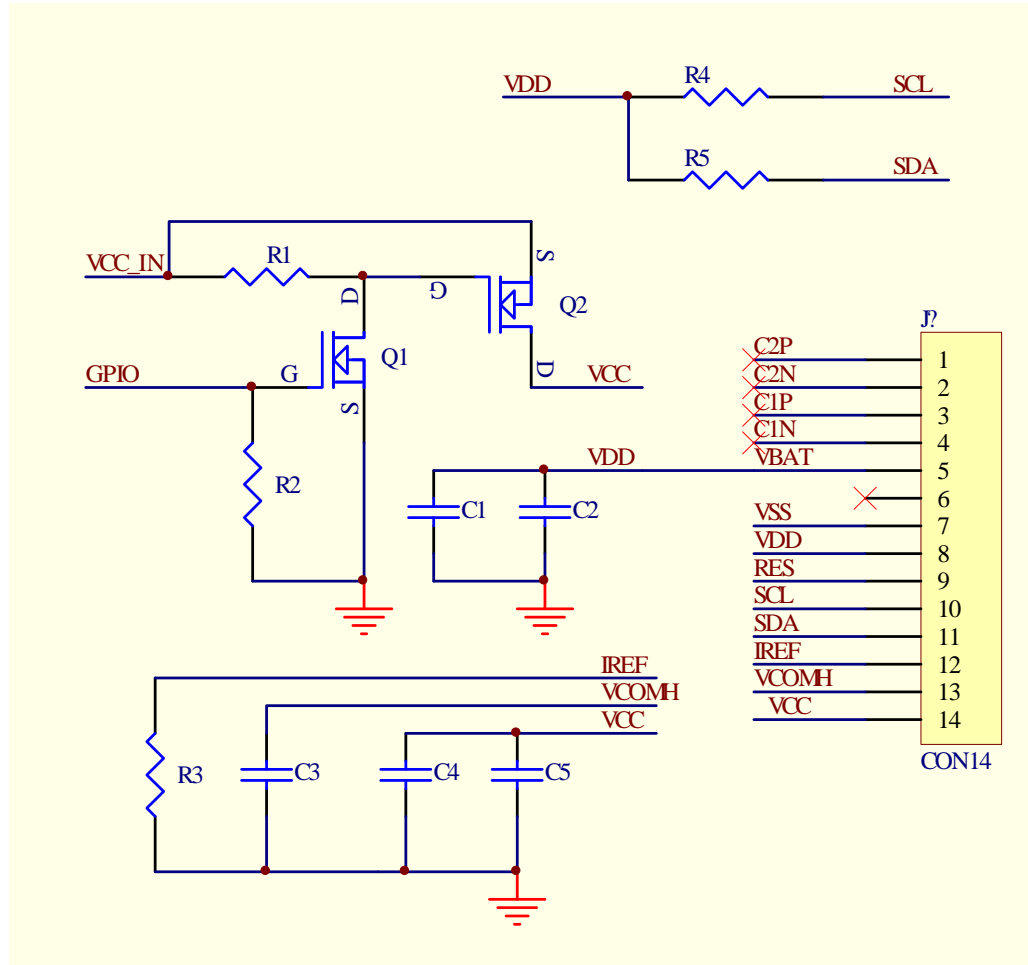 VDD
R4
SCL
R5
SDA
VCC_IN
R1
D
G
S
Q2
D
VCC
GPIO
G
Q1
S
R2
VDD
C1
C2
J?
C2P
1
C2N
2
C1P
3
C1N
4
VBAT
5
6
VSS
7
VDD
8
RES
9
SCL
10
SDA
11
IREF
12
VCOMH
13
VCC
14
CON14
IREF
VCOMH
VCC
R3
C3
C4
C5